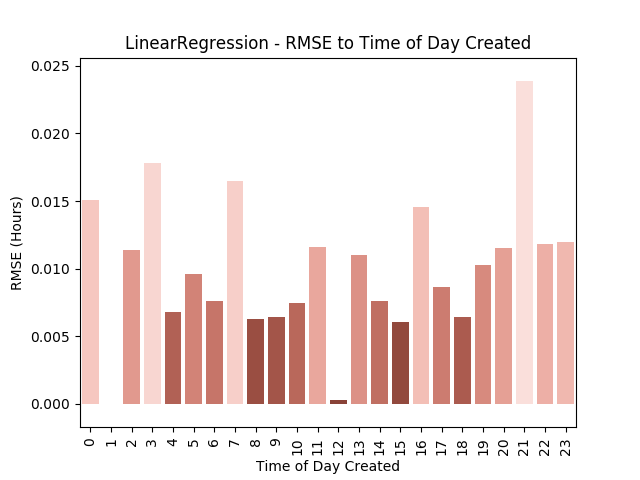 LinearRegression - RMSE to Time of Day Created
RMSE (Hours)
0.025
0.020
0.015
0.010
0.005
0.000
0 1 2 3 4 5 6 7 8 9 10 11 12 13 14 15 16 17 18 19 20 21 22 23
Time of Day Created